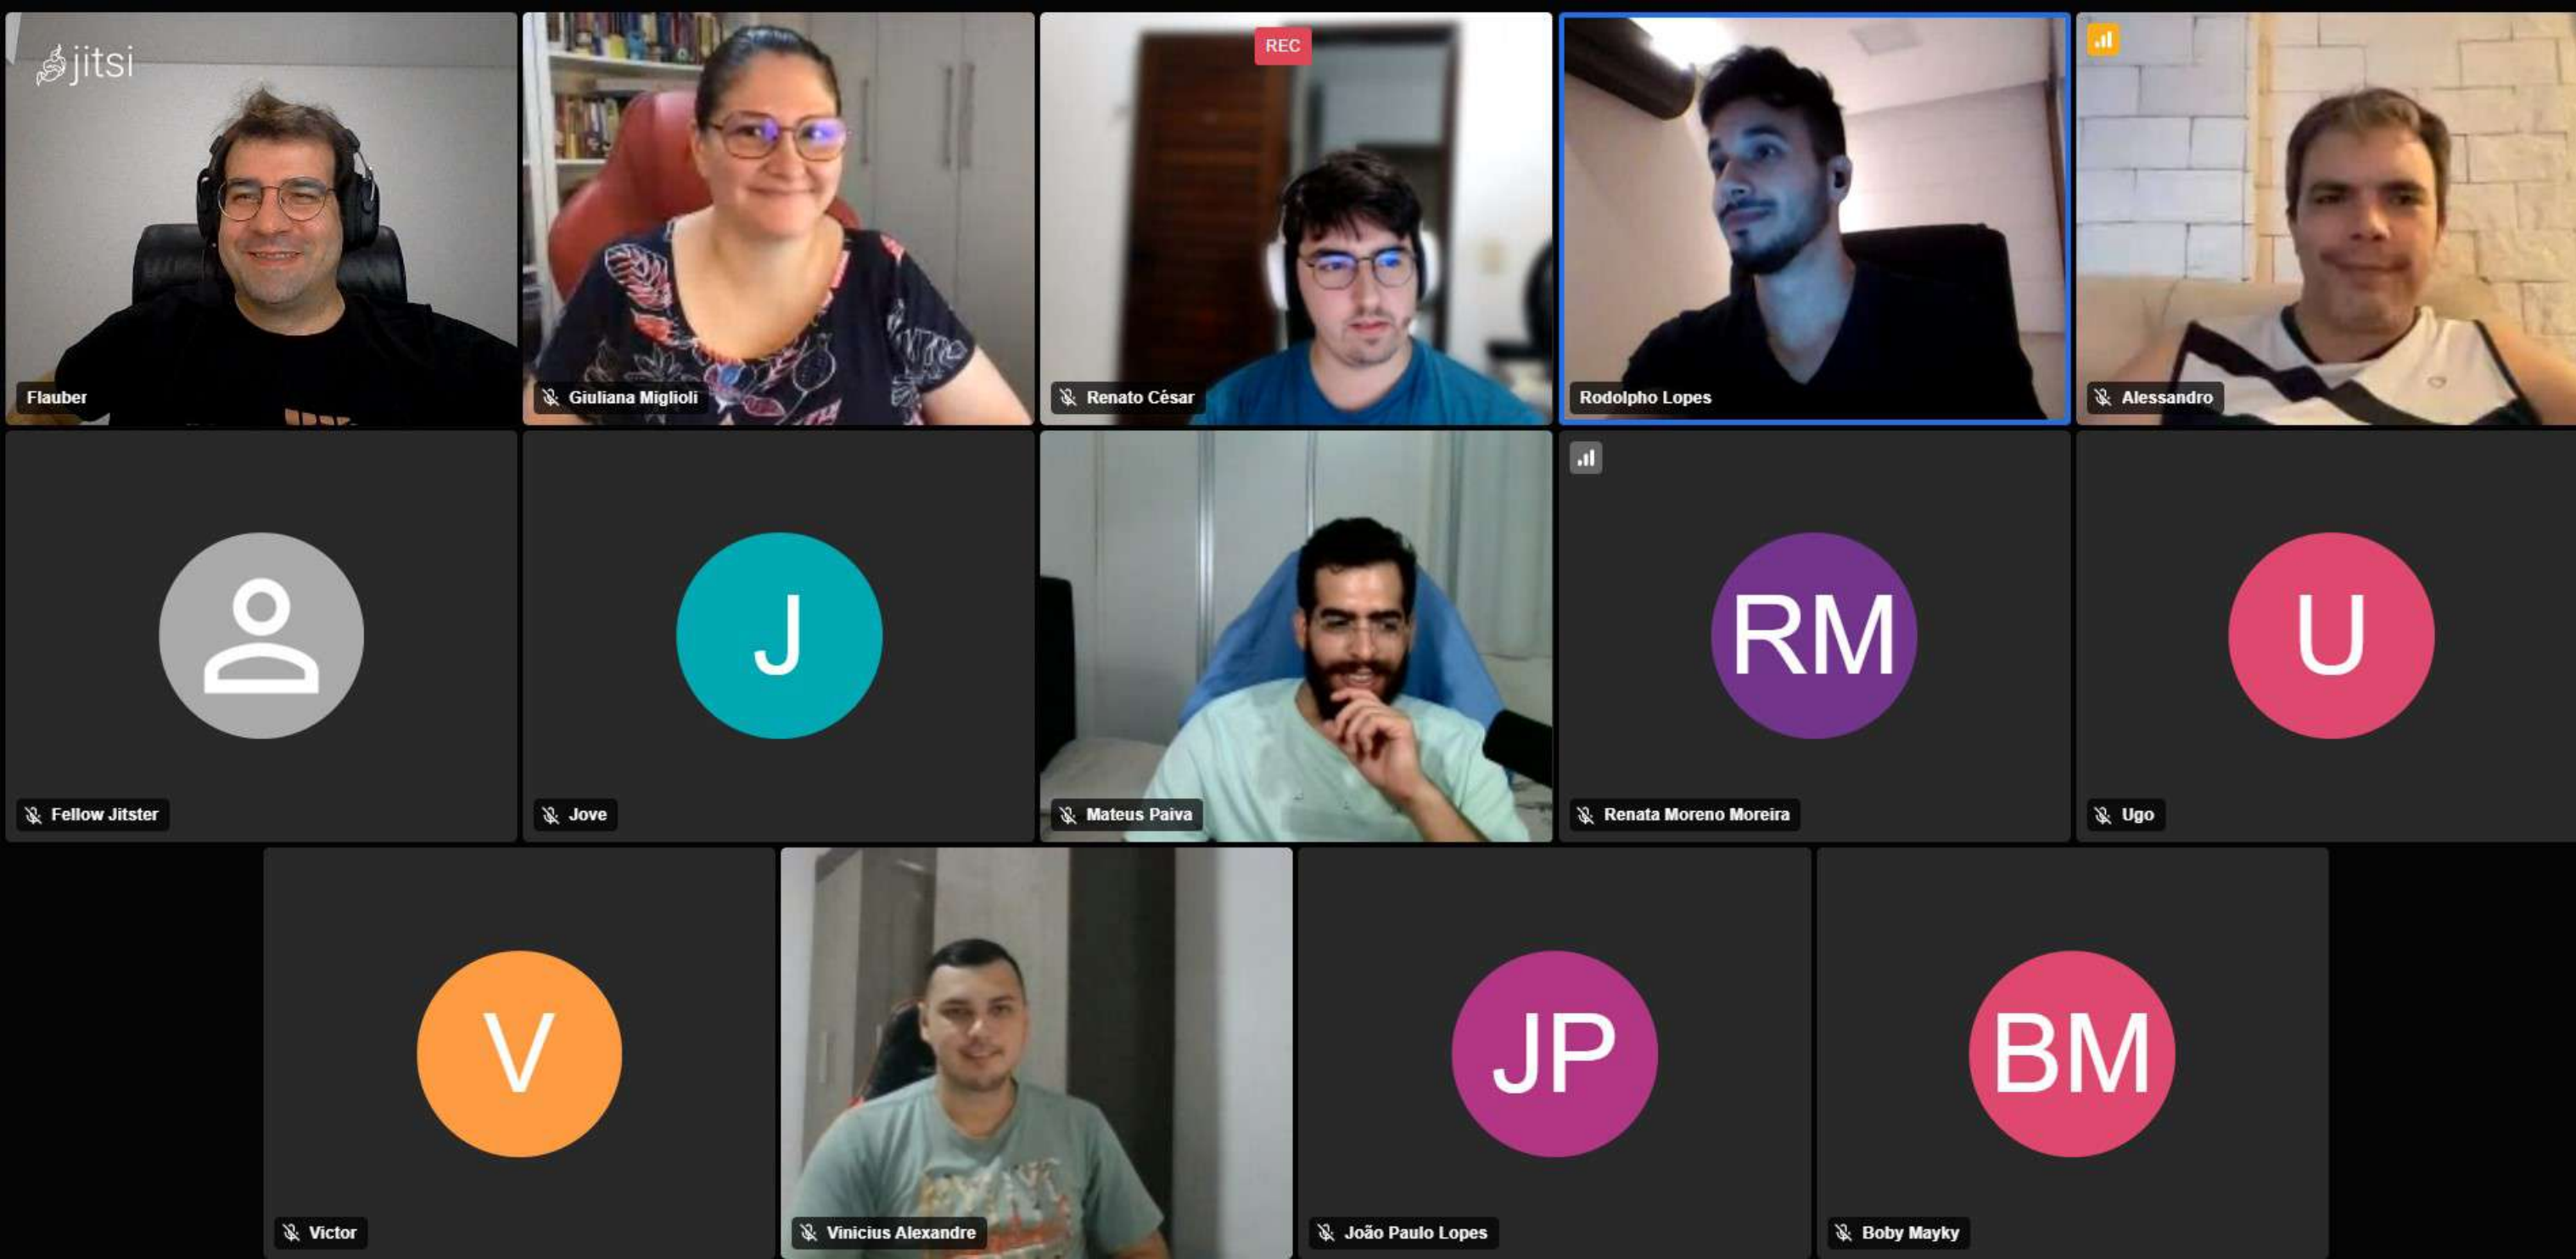 jitsi
REC
Flauber
Giuliana Miglioli
Renato César
Rodolpho Lopes
Alessandro
J
RM
U
Fellow Jitster
Jove
Mateus Paiva
Renata Moreno Moreira
Ugo
V
JP
BM
Victor
Vinicius Alexandre
João Paulo Lopes
Boby Mayky